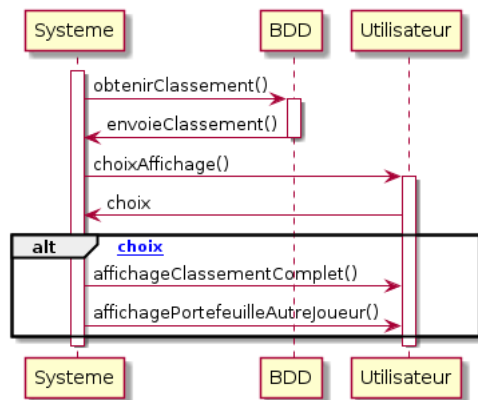 Systeme BDD Utilisateur
obtenirClassement()
envoieClassement()
choixAffichage()
choix
alt choix
affichageClassementComplet()
affichagePortefeuilleAutreJoueur()
Systeme BDD Utilisateur